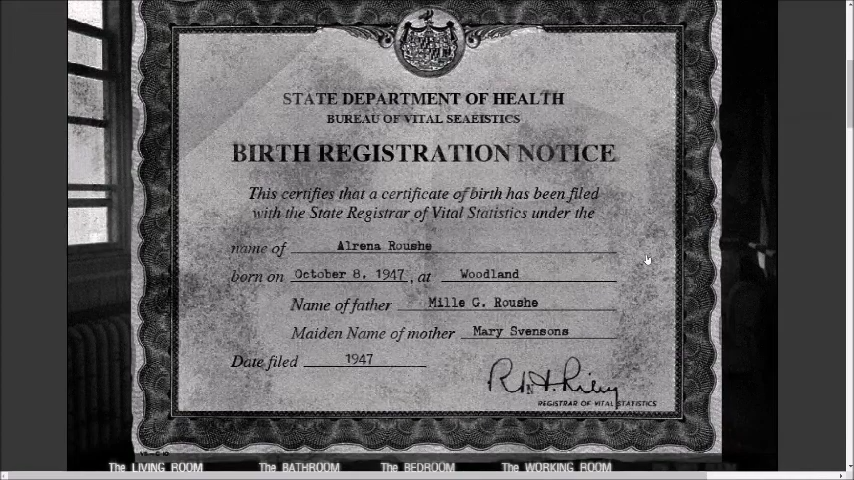 STATE DEPARTMENT OF HEALTH
BUREAU OF VITAL SEAEISTICS
BIRTH REGISTRATION NOTICE
This certifies that a certificate of birth has been filed
with the State Registrar of Vital Statistics under the
name of Alrena Roushe
born on October 8, 1947, at Woodland
Name of father Mille G. Roushe
Maiden Name of mother Mary Svensons
Date filed 1947
REGISTRAR OF VITAL STATISTICS
The LIVING ROOM The BATHROOM The BEDROOM The WORKING ROOM